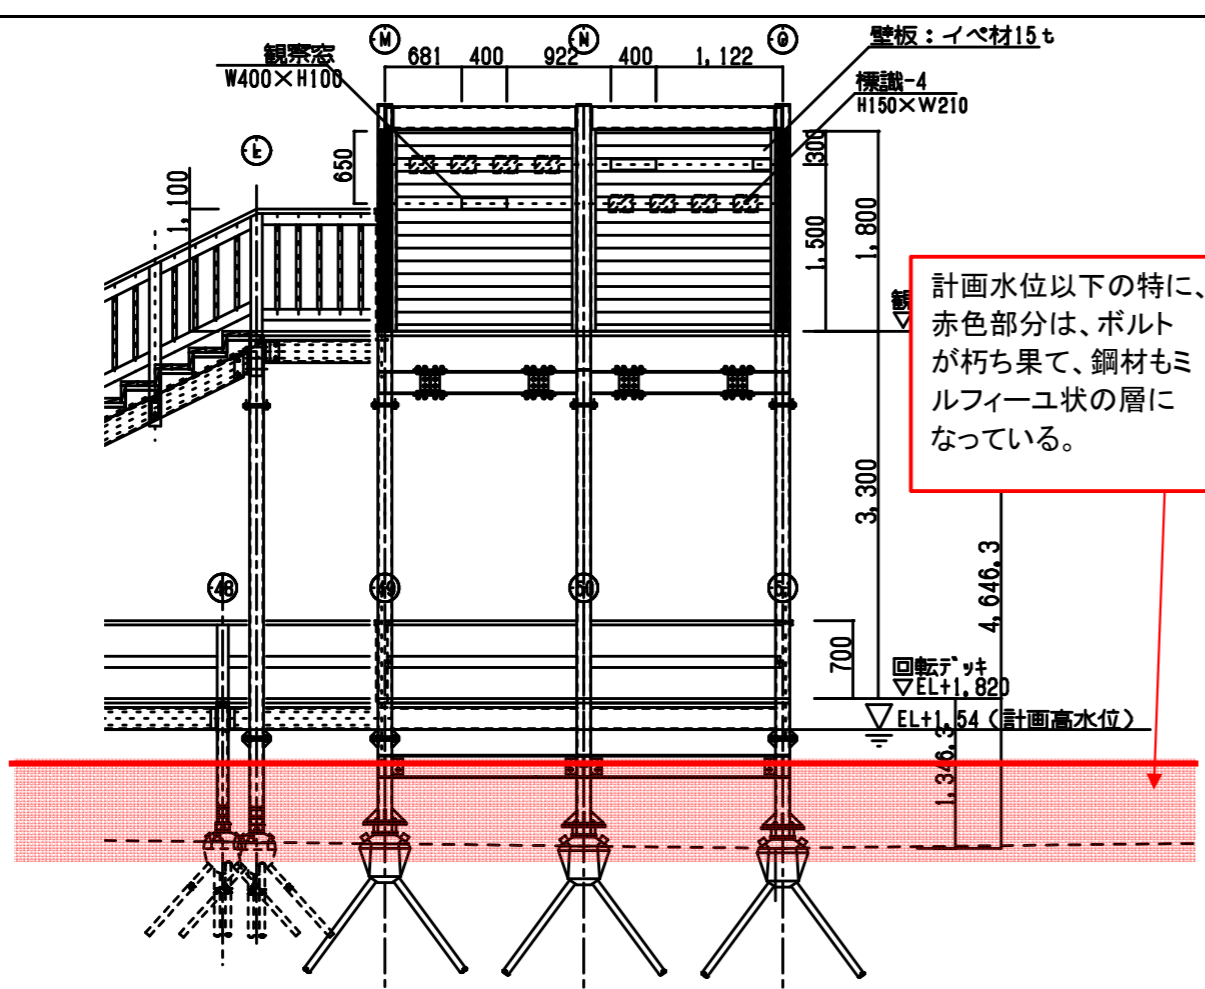 M
N
O
観察窓
W400×H100
681
400
922
400
1,122
壁板：イペ材15t
標識-4
H150×W210
L
650
1,100
300
1,500
1,800
観
計画水位以下の特に、
赤色部分は、ボルト
が朽ち果て、鋼材もミ
ルフィーユ状の層に
なっている。
3,300
4,646.3
48
49
50
51
700
回転ﾃﾞｯｷ
▽EL+1,820
EL+1,54（計画高水位）
1,346.3